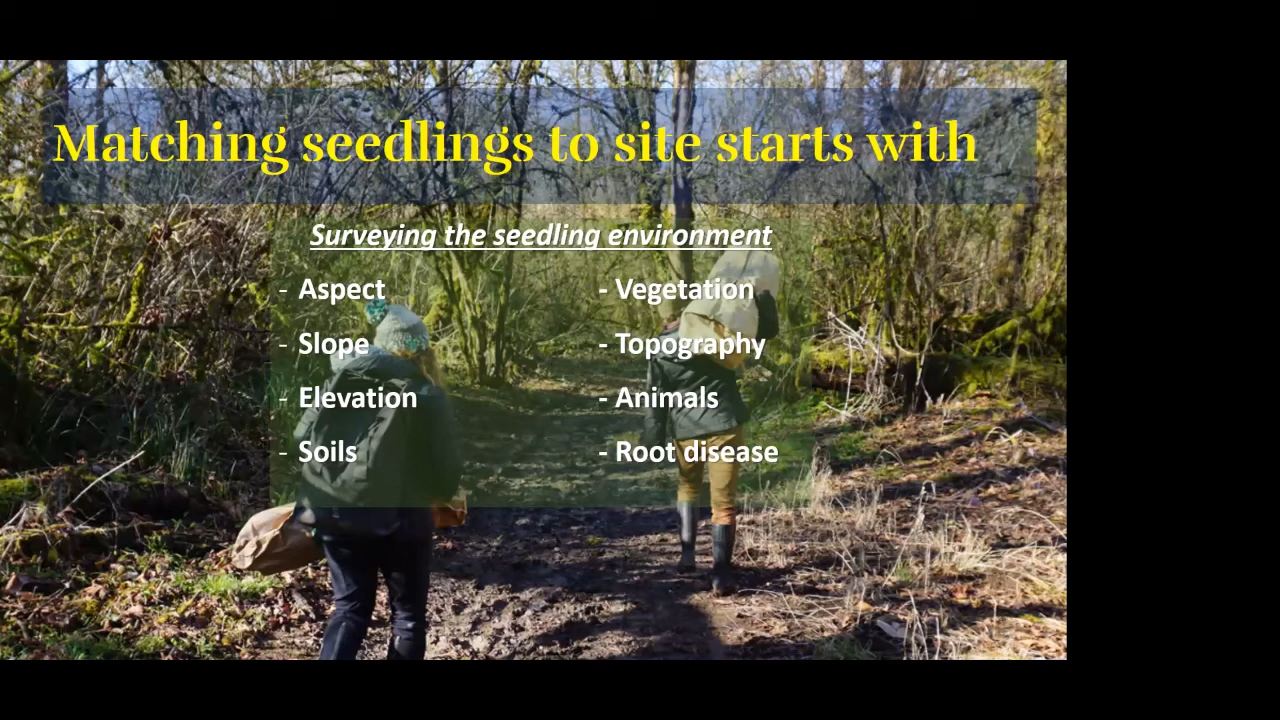 Matching seedlings to site starts with
Surveying the seedling environment
- Aspect
- Slope
- Elevation
- Soils
- Vegetation
- Topography
- Animals
- Root disease